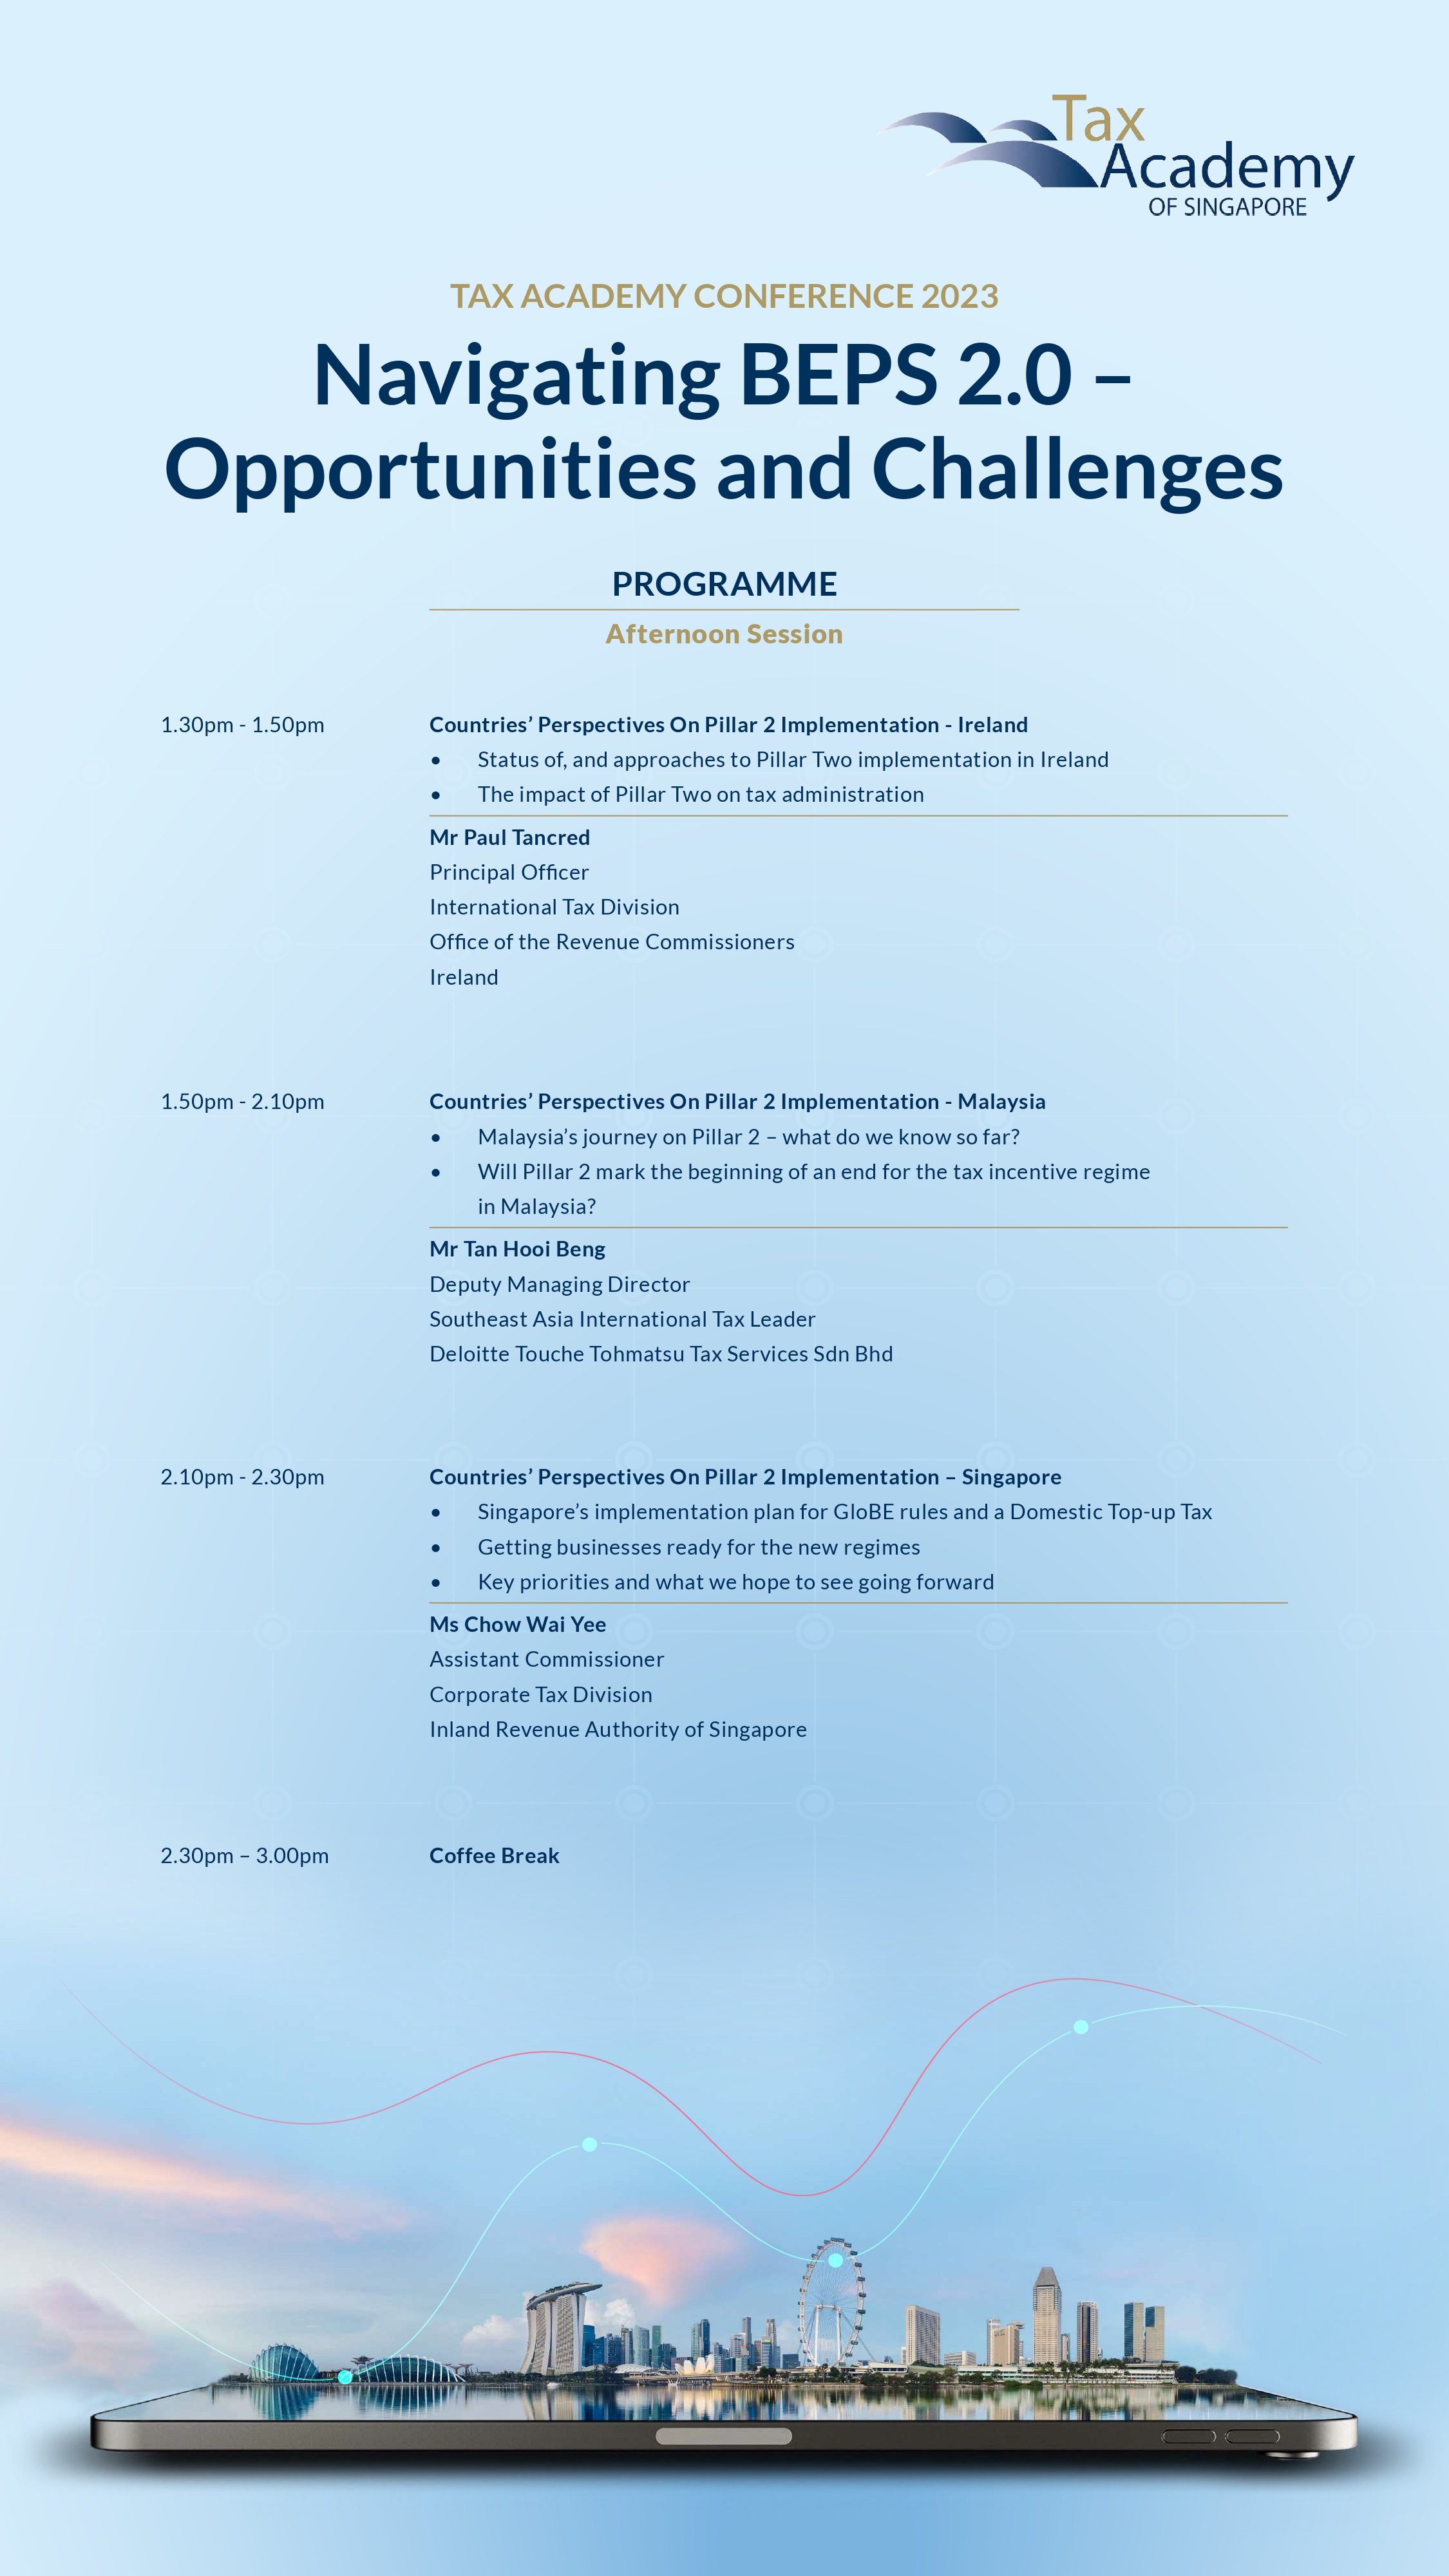 Tax
Academy
OF SINGAPORE
TAX ACADEMY CONFERENCE 2023
Navigating BEPS 2.0 –
Opportunities and Challenges
PROGRAMME
Afternoon Session
1.30pm - 1.50pm
Countries’ Perspectives On Pillar 2 Implementation - Ireland
• Status of, and approaches to Pillar Two implementation in Ireland
• The impact of Pillar Two on tax administration
Mr Paul Tancred
Principal Officer
International Tax Division
Office of the Revenue Commissioners
Ireland
1.50pm - 2.10pm
Countries’ Perspectives On Pillar 2 Implementation - Malaysia
• Malaysia’s journey on Pillar 2 – what do we know so far?
• Will Pillar 2 mark the beginning of an end for the tax incentive regime
in Malaysia?
Mr Tan Hooi Beng
Deputy Managing Director
Southeast Asia International Tax Leader
Deloitte Touche Tohmatsu Tax Services Sdn Bhd
2.10pm - 2.30pm
Countries’ Perspectives On Pillar 2 Implementation – Singapore
• Singapore’s implementation plan for GloBE rules and a Domestic Top-up Tax
• Getting businesses ready for the new regimes
• Key priorities and what we hope to see going forward
Ms Chow Wai Yee
Assistant Commissioner
Corporate Tax Division
Inland Revenue Authority of Singapore
2.30pm – 3.00pm
Coffee Break